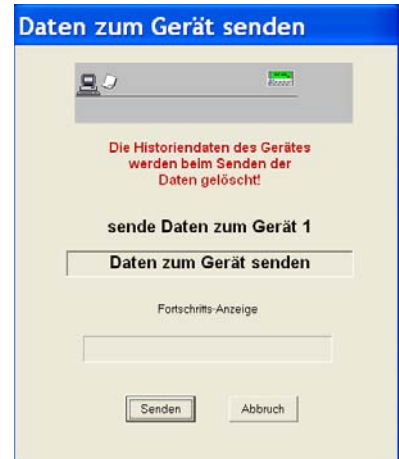 Daten zum Gerät senden
Die Historiendaten des Gerätes
werden beim Senden der
Daten gelöscht!
sende Daten zum Gerät 1
Daten zum Gerät senden
Fortschritts-Anzeige
Senden
Abbruch